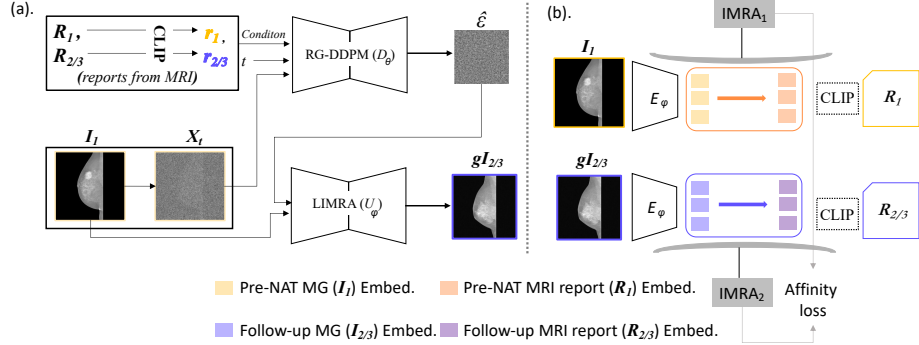 (a).
R1,
CLIP
r1,
R2/3
r2/3
(reports from MRI)
Conditon
t
RG-DDPM (Dθ)
ε̂
I1
Xt
LIMRA (Uφ)
gI2/3
(b).
IMRA1
I1
Eφ
CLIP
R1
gI2/3
Eφ
CLIP
R2/3
IMRA2
Affinity
loss
Pre-NAT MG (I1) Embed.
Pre-NAT MRI report (R1) Embed.
Follow-up MG (I2/3) Embed.
Follow-up MRI report (R2/3) Embed.